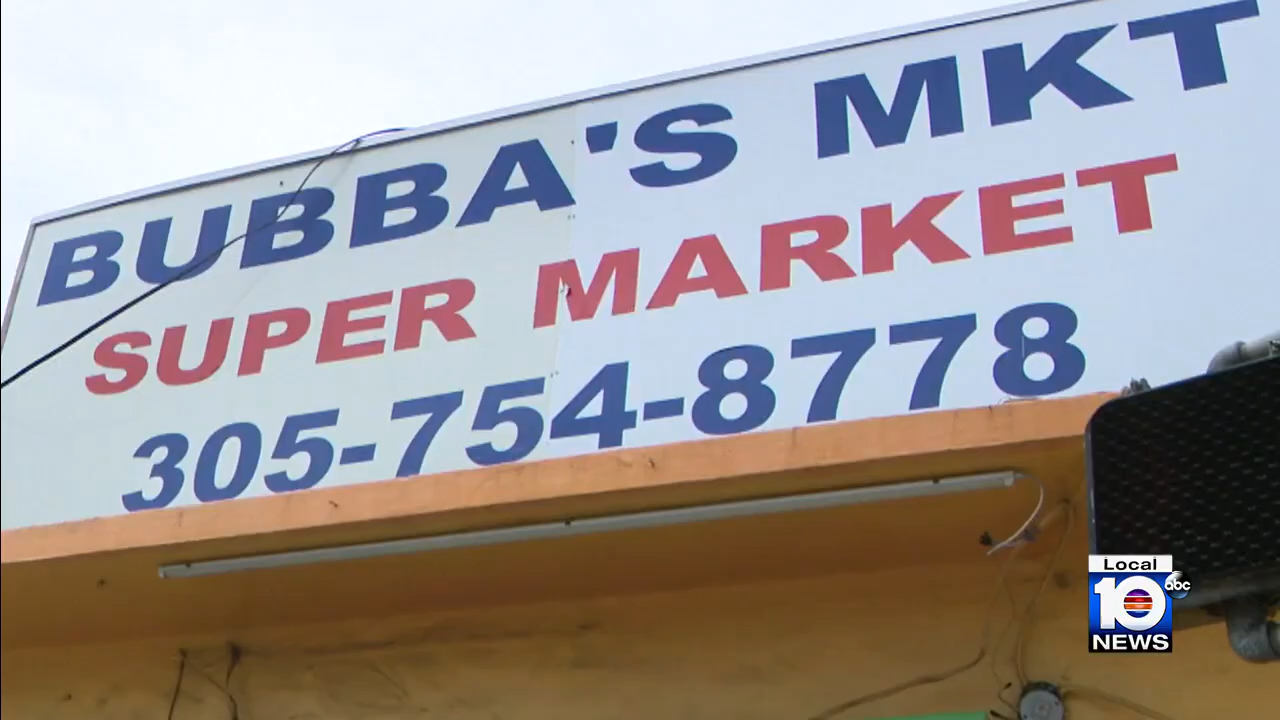 BUBBA'S MKT
SUPER MARKET
305-754-8778
Local
10 abc
NEWS